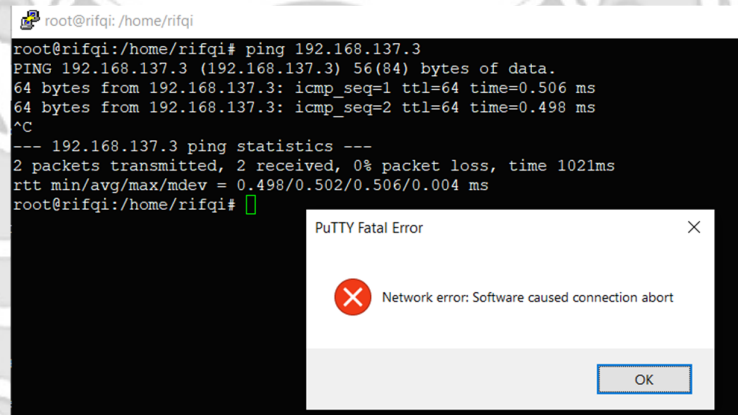 root@rifqi: /home/rifqi
root@rifqi:/home/rifqi# ping 192.168.137.3
PING 192.168.137.3 (192.168.137.3) 56(84) bytes of data.
64 bytes from 192.168.137.3: icmp_seq=1 ttl=64 time=0.506 ms
64 bytes from 192.168.137.3: icmp_seq=2 ttl=64 time=0.498 ms
^C
--- 192.168.137.3 ping statistics ---
2 packets transmitted, 2 received, 0% packet loss, time 1021ms
rtt min/avg/max/mdev = 0.498/0.502/0.506/0.004 ms
root@rifqi:/home/rifqi#
PuTTY Fatal Error
Network error: Software caused connection abort
OK